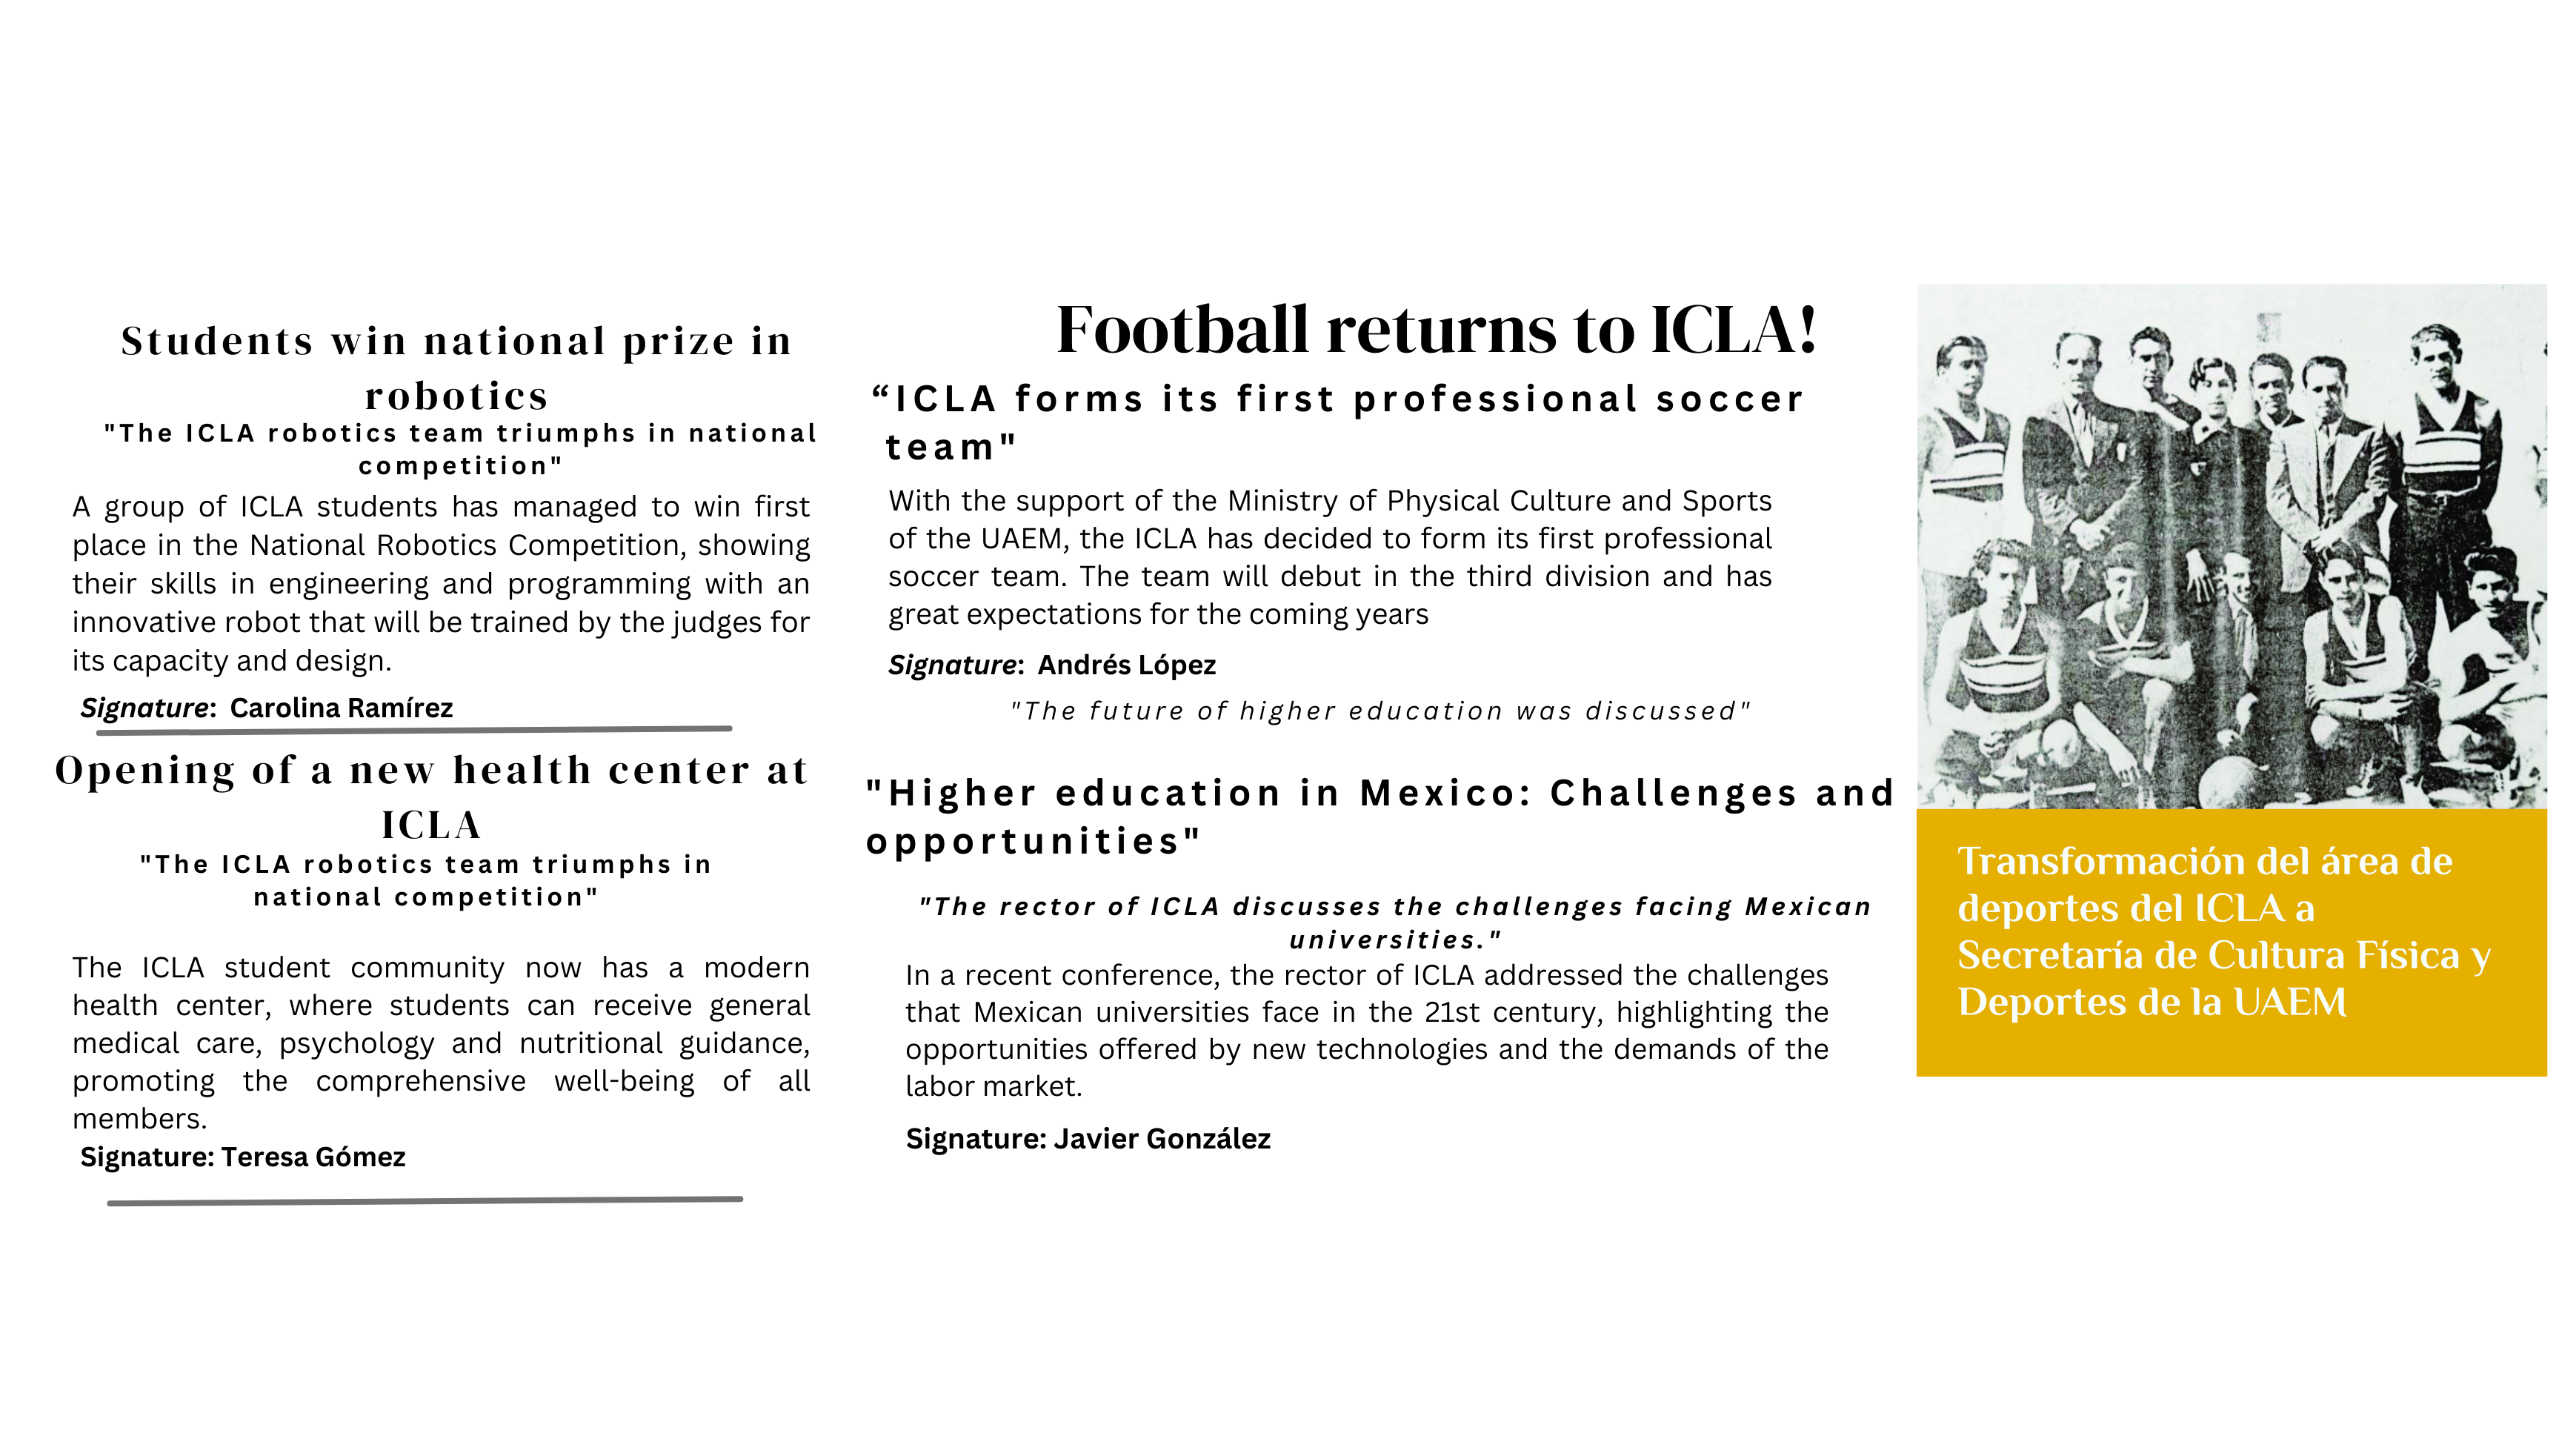 Students win national prize in
robotics
"The ICLA robotics team triumphs in national
competition"
A group of ICLA students has managed to win first
place in the National Robotics Competition, showing
their skills in engineering and programming with an
innovative robot that will be trained by the judges for
its capacity and design.
Signature: Carolina Ramírez
Opening of a new health center at
ICLA
"The ICLA robotics team triumphs in
national competition"
The ICLA student community now has a modern
health center, where students can receive general
medical care, psychology and nutritional guidance,
promoting the comprehensive well-being of all
members.
Signature: Teresa Gómez
Football returns to ICLA!
“ICLA forms its first professional soccer
team"
With the support of the Ministry of Physical Culture and Sports
of the UAEM, the ICLA has decided to form its first professional
soccer team. The team will debut in the third division and has
great expectations for the coming years
Signature: Andrés López
"The future of higher education was discussed"
"Higher education in Mexico: Challenges and
opportunities"
"The rector of ICLA discusses the challenges facing Mexican
universities."
In a recent conference, the rector of ICLA addressed the challenges
that Mexican universities face in the 21st century, highlighting the
opportunities offered by new technologies and the demands of the
labor market.
Signature: Javier González
Transformación del área de
deportes del ICLA a
Secretaría de Cultura Física y
Deportes de la UAEM